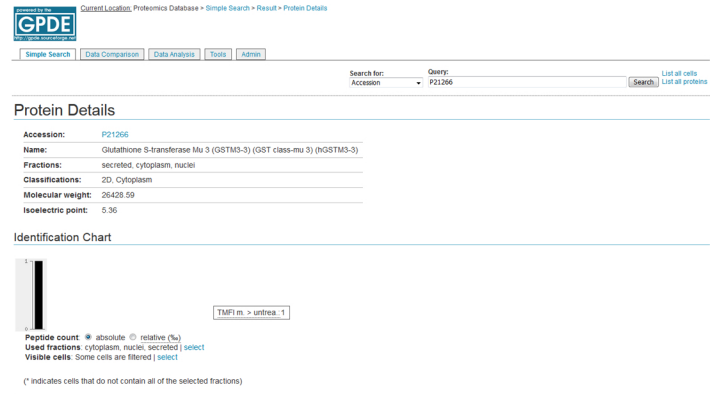 powered by the
GPDE
http://gpde.sourceforge.net
Current Location: Proteomics Database > Simple Search > Result > Protein Details
Simple Search Data Comparison Data Analysis Tools Admin
Search for: Query:
Accession P21266 Search List all cells
List all proteins
Protein Details
Accession: P21266
Name: Glutathione S-transferase Mu 3 (GSTM3-3) (GST class-mu 3) (hGSTM3-3)
Fractions: secreted, cytoplasm, nuclei
Classifications: 2D, Cytoplasm
Molecular weight: 26428.59
Isoelectric point: 5.36
Identification Chart
1
0
TMFI m. > untrea.:1
Peptide count: absolute relative (‰)
Used fractions: cytoplasm, nuclei, secreted | select
Visible cells: Some cells are filtered | select
(* indicates cells that do not contain all of the selected fractions)